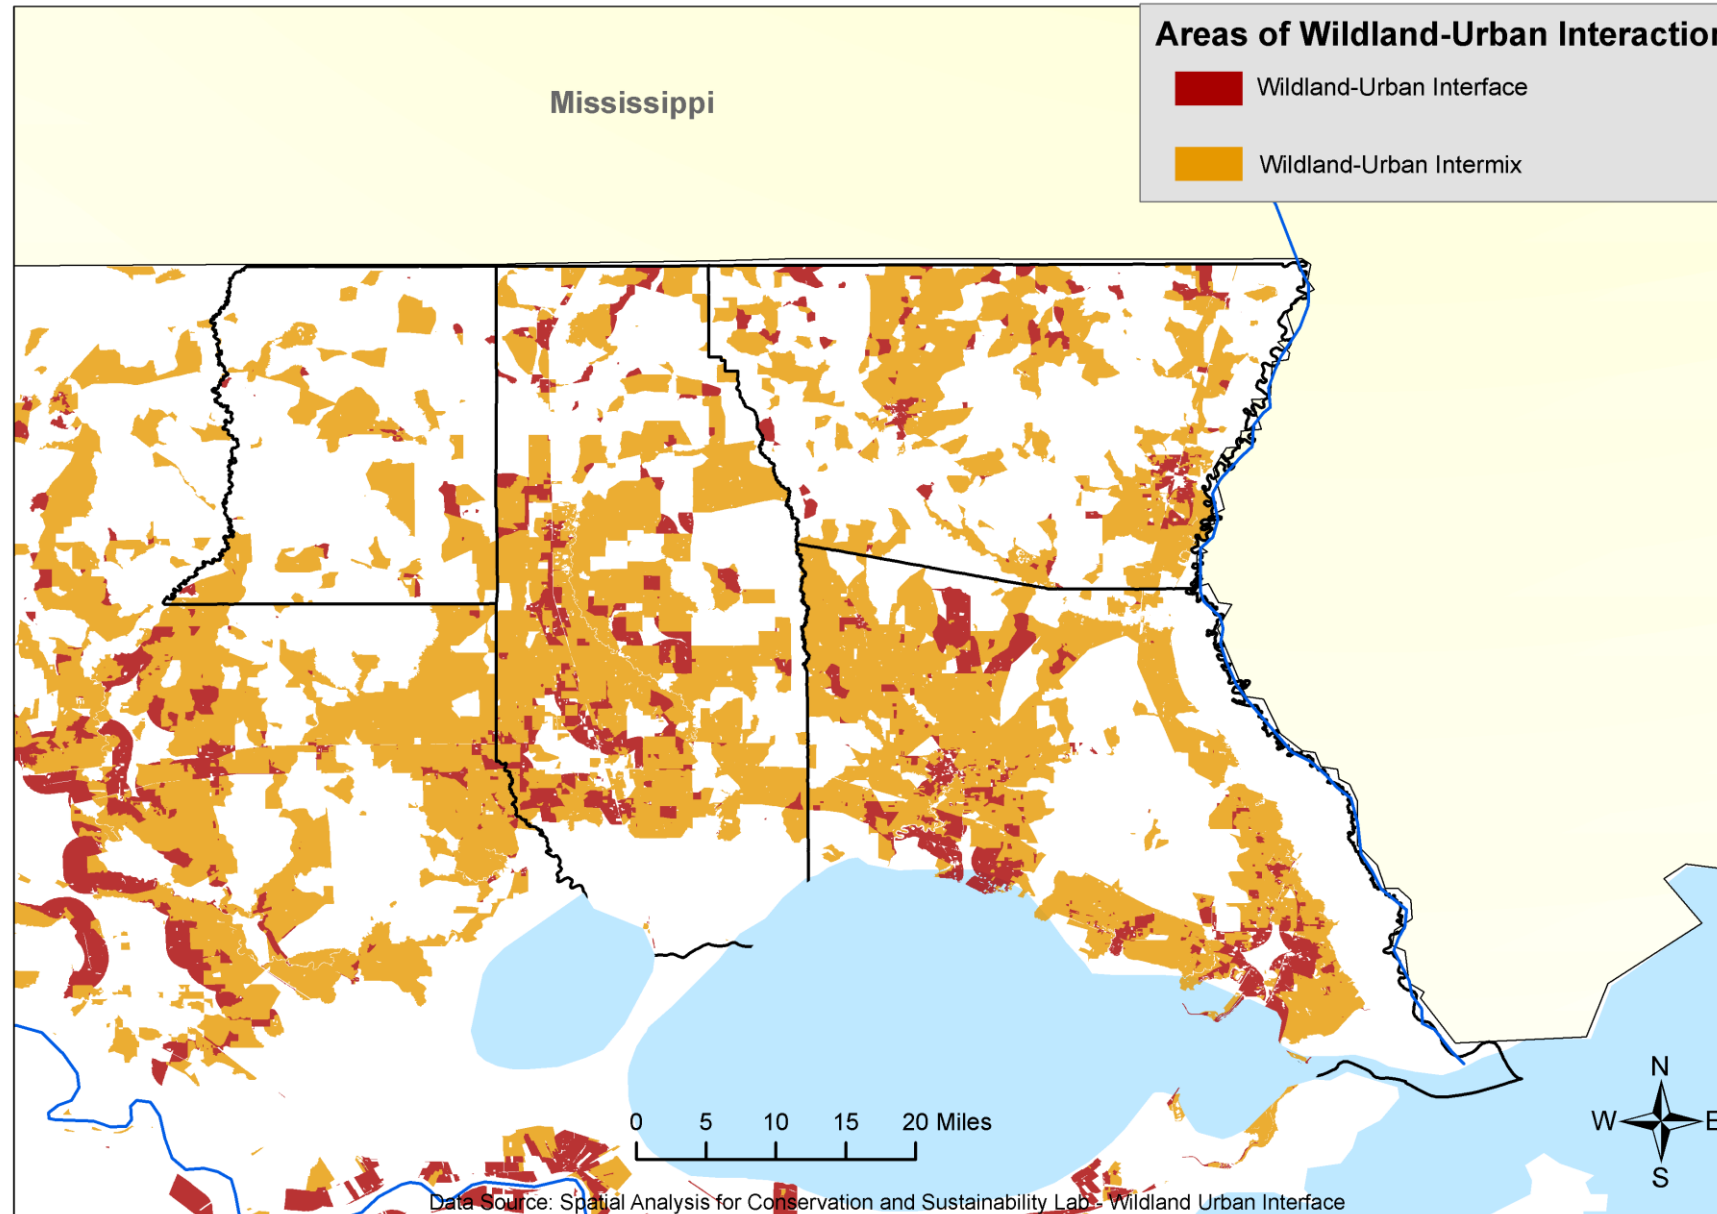 Areas of Wildland-Urban Interaction
Wildland-Urban Interface
Mississippi
Wildland-Urban Intermix
N
W E
S
0 5 10 15 20 Miles
Data Source: Spatial Analysis for Conservation and Sustainability Lab - Wildland Urban Interface